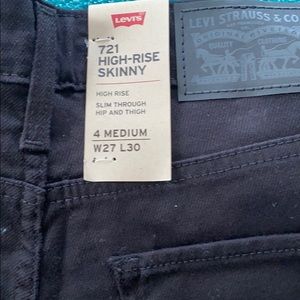 Levi's
721
HIGH-RISE
SKINNY
HIGH RISE
SLIM THROUGH
HIP AND THIGH
4 MEDIUM
W27 L30
LEVI STRAUSS & CO
QUALITY